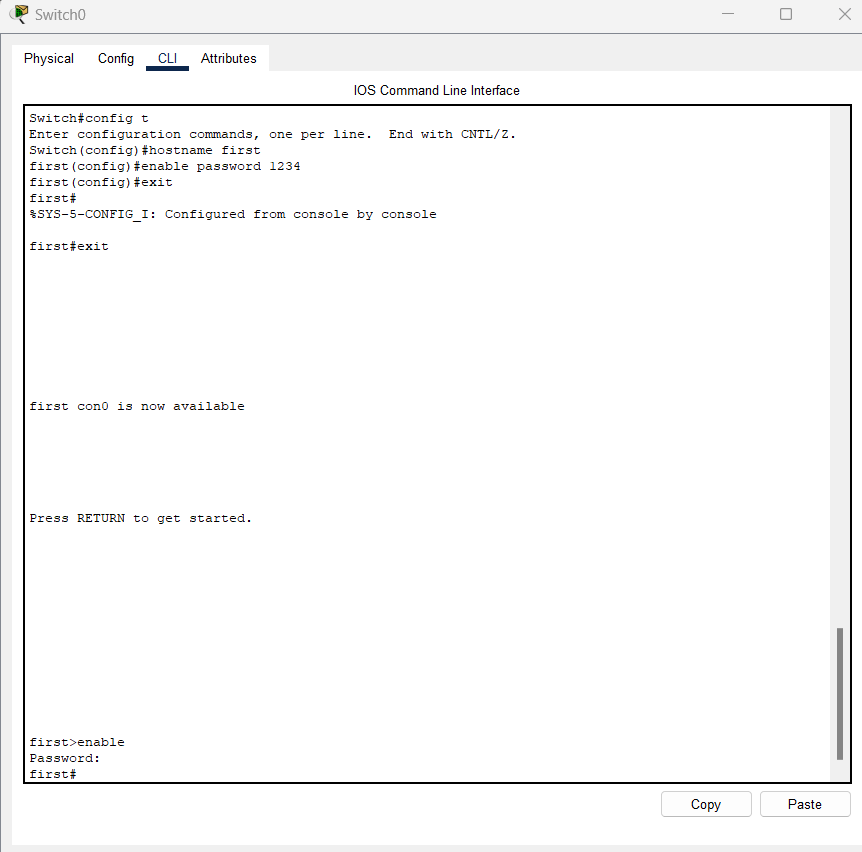 Switch0
Physical Config CLI Attributes
IOS Command Line Interface
Switch#config t
Enter configuration commands, one per line.  End with CNTL/Z.
Switch(config)#hostname first
first(config)#enable password 1234
first(config)#exit
first#
%SYS-5-CONFIG_I: Configured from console by console
first#exit
first con0 is now available
Press RETURN to get started.
first>enable
Password:
first#
Copy Paste